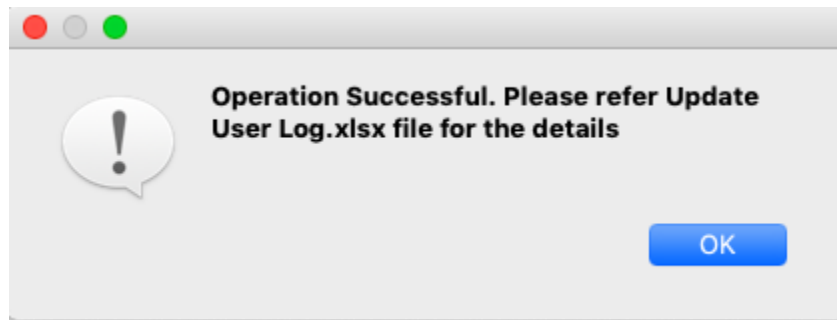 Operation Successful. Please refer Update
User Log.xlsx file for the details
OK